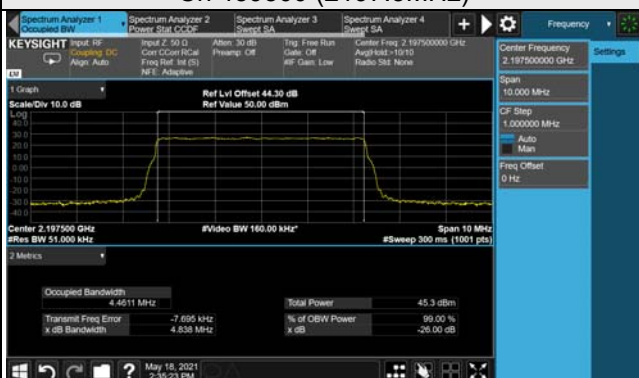 Spectrum Analyzer 1
Occupied BW
Spectrum Analyzer 2
Power Stat CCDF
Spectrum Analyzer 3
Swept SA
Spectrum Analyzer 4
Swept SA
Frequency
KEYSIGHT
Input: RF
Coupling: DC
Align: Auto
Input Z: 50 Ω
Corr CCorr RCal
Freq Ref: Int (S)
NFE: Adaptive
Atten: 30 dB
Preamp: Off
Trig: Free Run
Gate: Off
#IF Gain: Low
Center Freq: 2.197500000 GHz
Avg|Hold:>10/10
Radio Std: None
Center Frequency
2.197500000 GHz
Settings
Span
10.000 MHz
CF Step
1.000000 MHz
Auto
Man
Freq Offset
0 Hz
1 Graph
Scale/Div 10.0 dB
Ref Lvl Offset 44.30 dB
Ref Value 50.00 dBm
Log
40.0
30.0
20.0
10.0
0.00
-10.0
-20.0
-30.0
-40.0
Center 2.197500 GHz
#Res BW 51.000 kHz
#Video BW 160.00 kHz*
Span 10 MHz
#Sweep 300 ms (1001 pts)
2 Metrics
Occupied Bandwidth
4.4611 MHz
Total Power 45.3 dBm
Transmit Freq Error -7.695 kHz
% of OBW Power 99.00 %
x dB Bandwidth 4.838 MHz
x dB -26.00 dB
May 18, 2021
2:35:23 PM